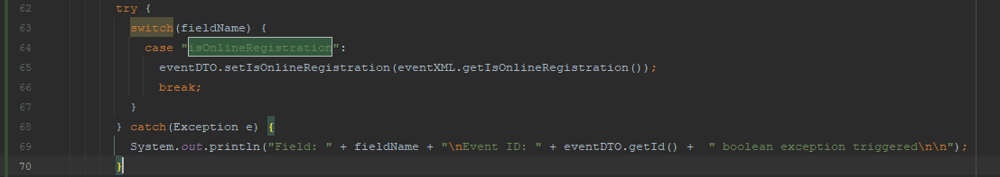 62 try {
63 switch(fieldName) {
64 case "isOnlineRegistration":
65 eventDTO.setIsOnlineRegistration(eventXML.getIsOnlineRegistration());
66 break;
67 }
68 } catch(Exception e) {
69 System.out.println("Field: " + fieldName + "\nEvent ID: " + eventDTO.getId() +  " boolean exception triggered\n\n");
70 }